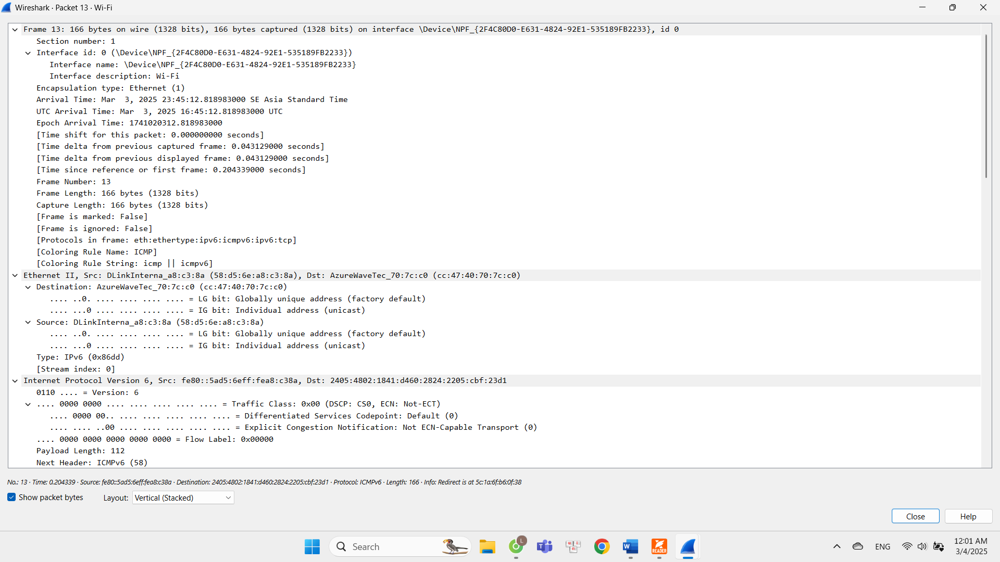 Wireshark · Packet 13 · Wi-Fi
Frame 13: 166 bytes on wire (1328 bits), 166 bytes captured (1328 bits) on interface \Device\NPF_{2F4C80D0-E631-4824-92E1-535189FB2233}, id 0
Section number: 1
Interface id: 0 (\Device\NPF_{2F4C80D0-E631-4824-92E1-535189FB2233})
Interface name: \Device\NPF_{2F4C80D0-E631-4824-92E1-535189FB2233}
Interface description: Wi-Fi
Encapsulation type: Ethernet (1)
Arrival Time: Mar  3, 2025 23:45:12.818983000 SE Asia Standard Time
UTC Arrival Time: Mar  3, 2025 16:45:12.818983000 UTC
Epoch Arrival Time: 1741020312.818983000
[Time shift for this packet: 0.000000000 seconds]
[Time delta from previous captured frame: 0.043129000 seconds]
[Time delta from previous displayed frame: 0.043129000 seconds]
[Time since reference or first frame: 0.204339000 seconds]
Frame Number: 13
Frame Length: 166 bytes (1328 bits)
Capture Length: 166 bytes (1328 bits)
[Frame is marked: False]
[Frame is ignored: False]
[Protocols in frame: eth:ethertype:ipv6:icmpv6:ipv6:tcp]
[Coloring Rule Name: ICMP]
[Coloring Rule String: icmp || icmpv6]
Ethernet II, Src: DLinkInterna_a8:c3:8a (58:d5:6e:a8:c3:8a), Dst: AzureWaveTec_70:7c:c0 (cc:47:40:70:7c:c0)
Destination: AzureWaveTec_70:7c:c0 (cc:47:40:70:7c:c0)
.... ..0. .... .... .... .... = LG bit: Globally unique address (factory default)
.... ...0 .... .... .... .... = IG bit: Individual address (unicast)
Source: DLinkInterna_a8:c3:8a (58:d5:6e:a8:c3:8a)
.... ..0. .... .... .... .... = LG bit: Globally unique address (factory default)
.... ...0 .... .... .... .... = IG bit: Individual address (unicast)
Type: IPv6 (0x86dd)
[Stream index: 0]
Internet Protocol Version 6, Src: fe80::5ad5:6eff:fea8:c38a, Dst: 2405:4802:1841:d460:2824:2205:cbf:23d1
0110 .... = Version: 6
.... 0000 0000 .... .... .... .... .... = Traffic Class: 0x00 (DSCP: CS0, ECN: Not-ECT)
.... 0000 00.. .... .... .... .... .... = Differentiated Services Codepoint: Default (0)
.... .... ..00 .... .... .... .... .... = Explicit Congestion Notification: Not ECN-Capable Transport (0)
.... 0000 0000 0000 0000 0000 = Flow Label: 0x00000
Payload Length: 112
Next Header: ICMPv6 (58)
No.: 13 · Time: 0.204339 · Source: fe80::5ad5:6eff:fea8:c38a · Destination: 2405:4802:1841:d460:2824:2205:cbf:23d1 · Protocol: ICMPv6 · Length: 166 · Info: Redirect is at 5c:1a:6f:b6:0f:38
Show packet bytes
Layout: Vertical (Stacked)
Close
Help
Search
L
T
u n i
W
READER
ENG
12:01 AM
3/4/2025